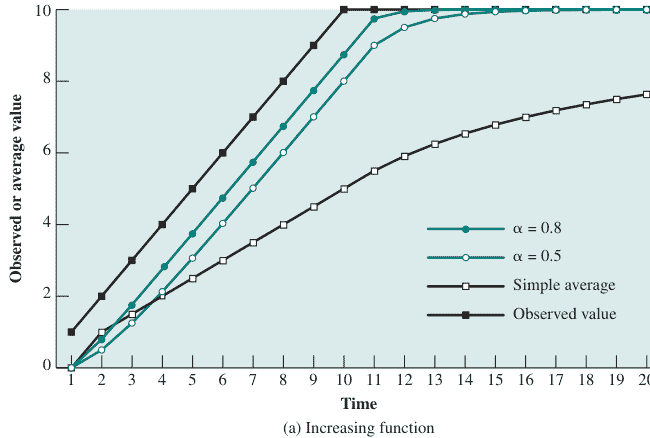 Observed or average value
10
8
6
4
2
0
α = 0.8
α = 0.5
Simple average
Observed value
1 2 3 4 5 6 7 8 9 10 11 12 13 14 15 16 17 18 19 20
Time
(a) Increasing function